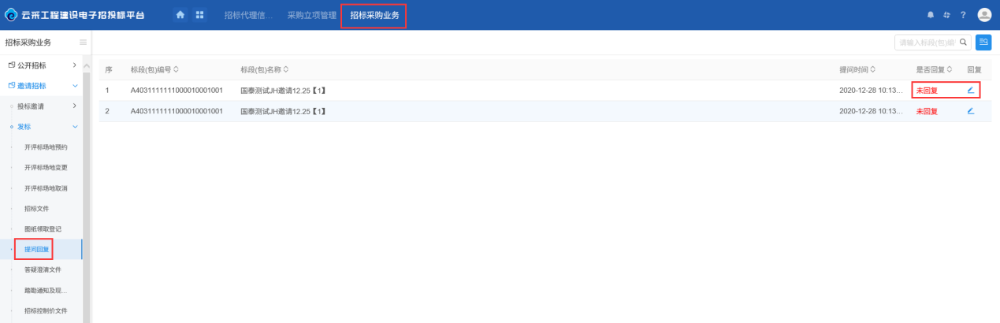 云采工程建设电子招投标平台 招标代理信... 采购立项管理 招标采购业务 ?
招标采购业务 请输入标段(包)编
公开招标
邀请招标
投标邀请
发标
开评标场地预约
开评标场地变更
开评标场地取消
招标文件
图纸领取登记
提问回复
答疑澄清文件
踏勘通知及现...
招标控制价文件
序 标段(包)编号 标段(包)名称 提问时间 是否回复 回复
1 A4031111111000010001001 国泰测试JH邀请12.25【1】 2020-12-28 10:13... 未回复
2 A4031111111000010001001 国泰测试JH邀请12.25【1】 2020-12-28 10:13... 未回复